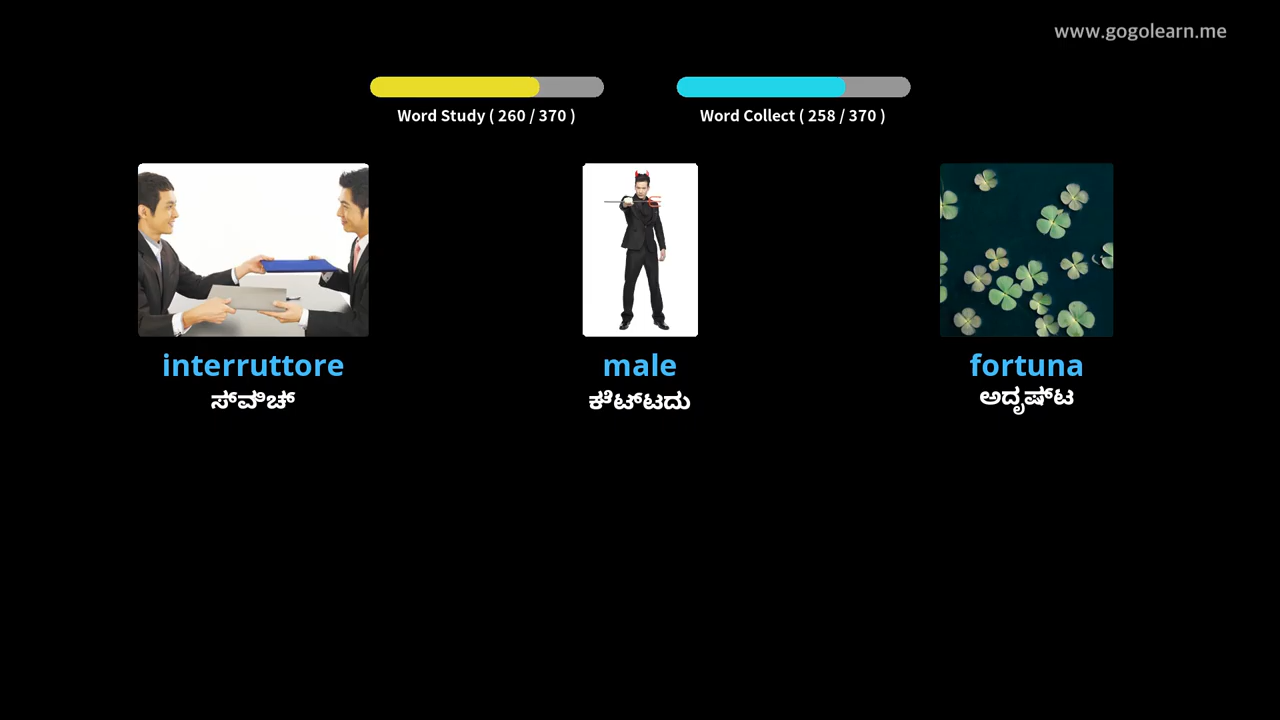 www.gogolearn.me
Word Study ( 260 / 370 )
Word Collect ( 258 / 370 )
interruttore
male
fortuna
ಸ್ವಿಚ್
ಕೆಟ್ಟದು
ಅದೃಷ್ಟ